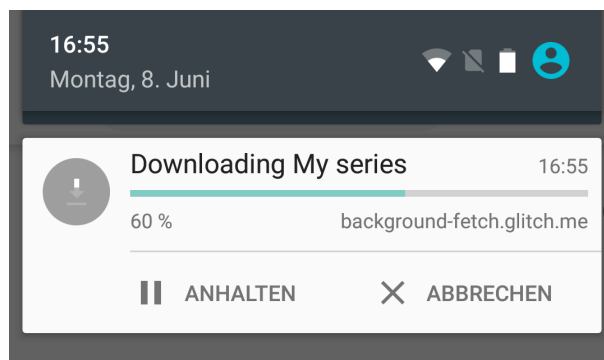 16:55
Montag, 8. Juni
Downloading My series 16:55
60 % background-fetch.glitch.me
ANHALTEN ABBRECHEN